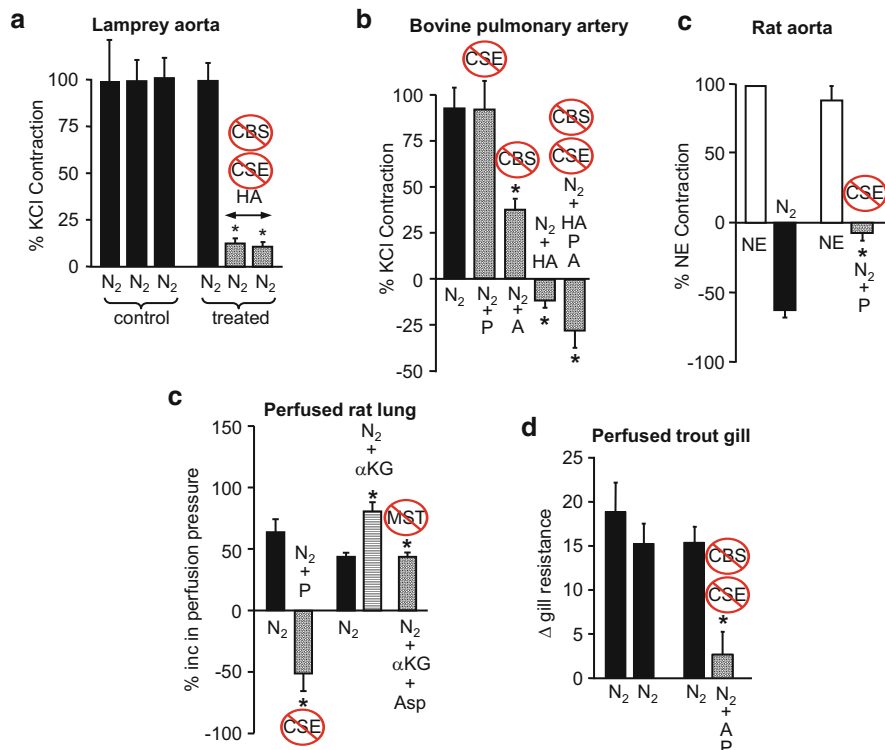 a
Lamprey aorta
% KCl Contraction
100
75
50
25
0
CBS
CSE
HA
* *
N2 N2 N2 N2 N2 N2
control treated
b
Bovine pulmonary artery
% KCl Contraction
100
75
50
25
0
-25
-50
CSE
CBS
*
CBS
CSE
N2
+
HA
P
A
N2
+
HA
N2
N2
+
P
N2
+
A
*
*
c
Rat aorta
% NE Contraction
100
50
0
-50
-100
N2
CSE
NE
NE
*
N2
+
P
c
Perfused rat lung
% inc in perfusion pressure
150
100
50
0
-50
-100
N2
+
P
N2
+
αKG
*
MST
*
N2
N2
N2
+
αKG
+
Asp
*
CSE
d
Perfused trout gill
Δ gill resistance
25
20
15
10
5
0
CBS
CSE
*
N2 N2 N2 N2
+
A
P